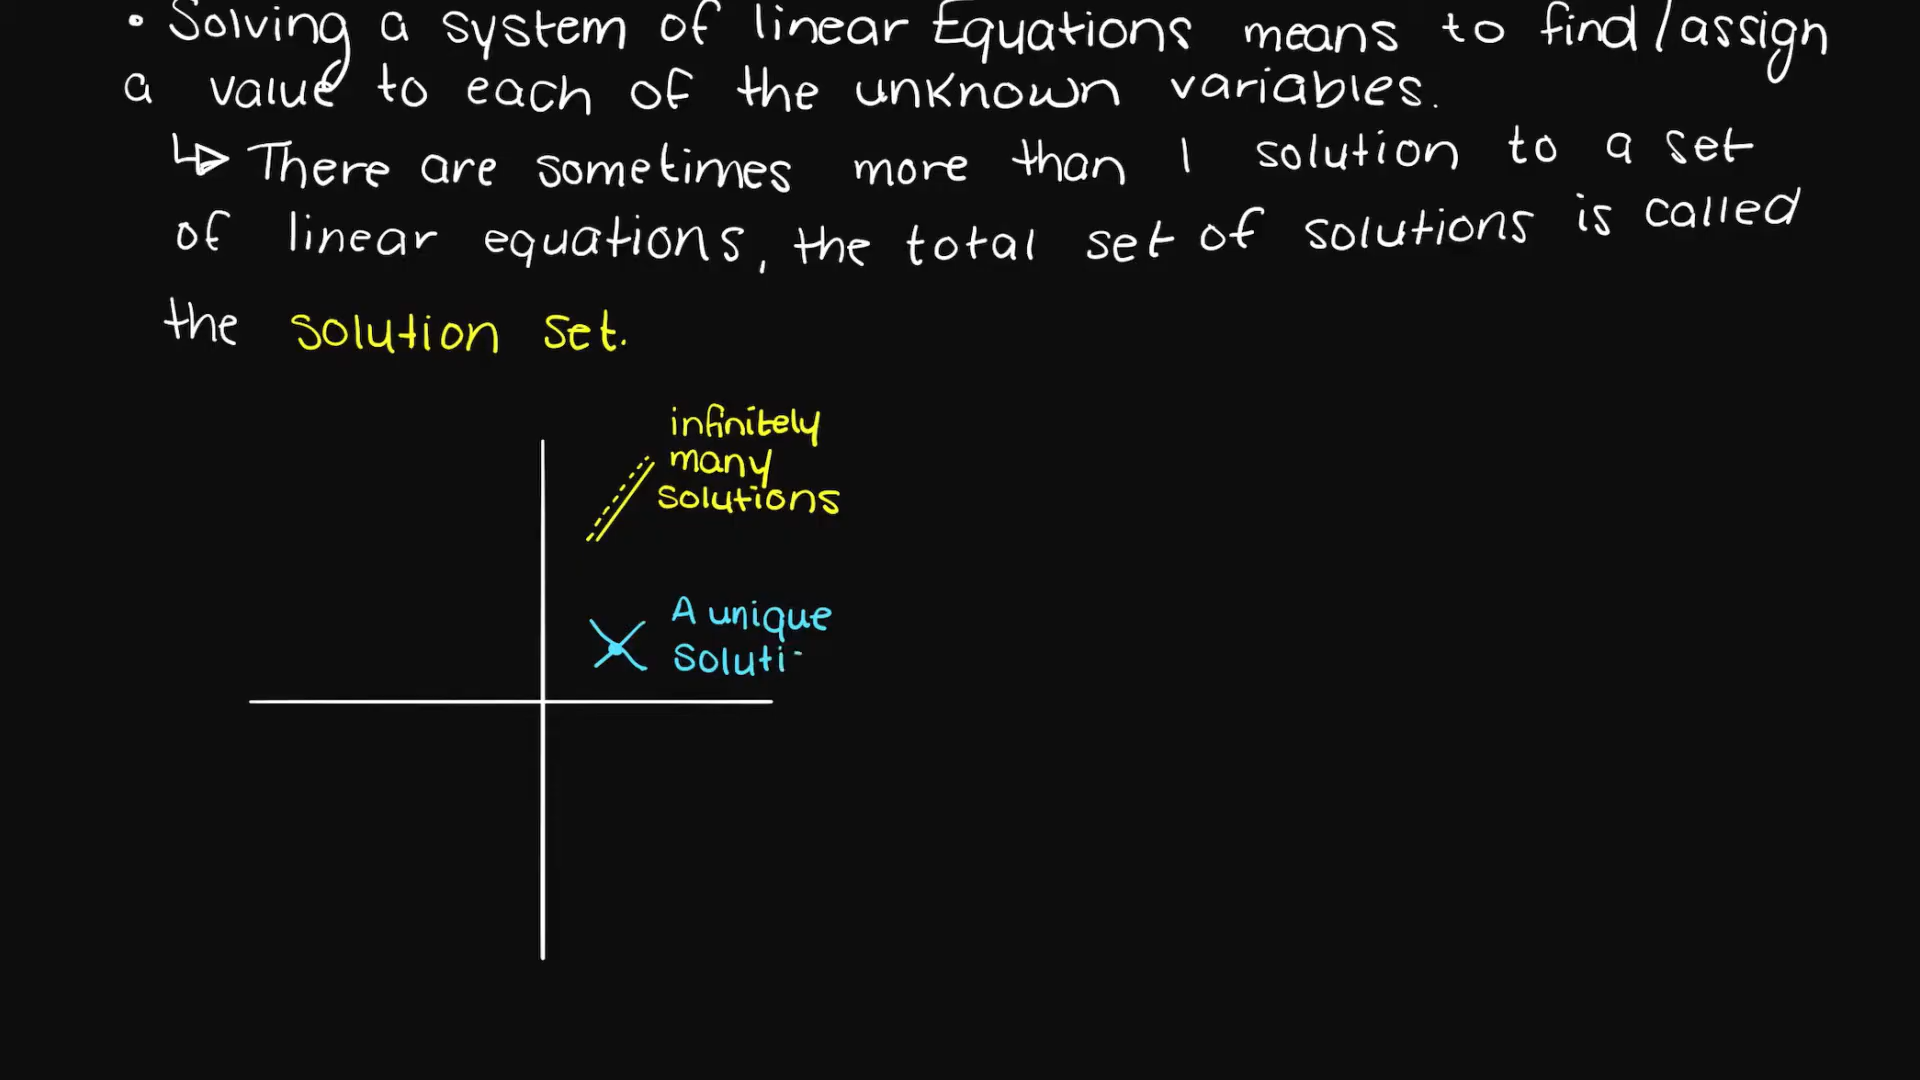 • Solving a system of linear Equations means to find/assign
a value to each of the unknown variables.
↳ There are sometimes more than 1 solution to a set
of linear equations, the total set of solutions is called
the solution set.
infinitely
many
solutions
A unique
Soluti